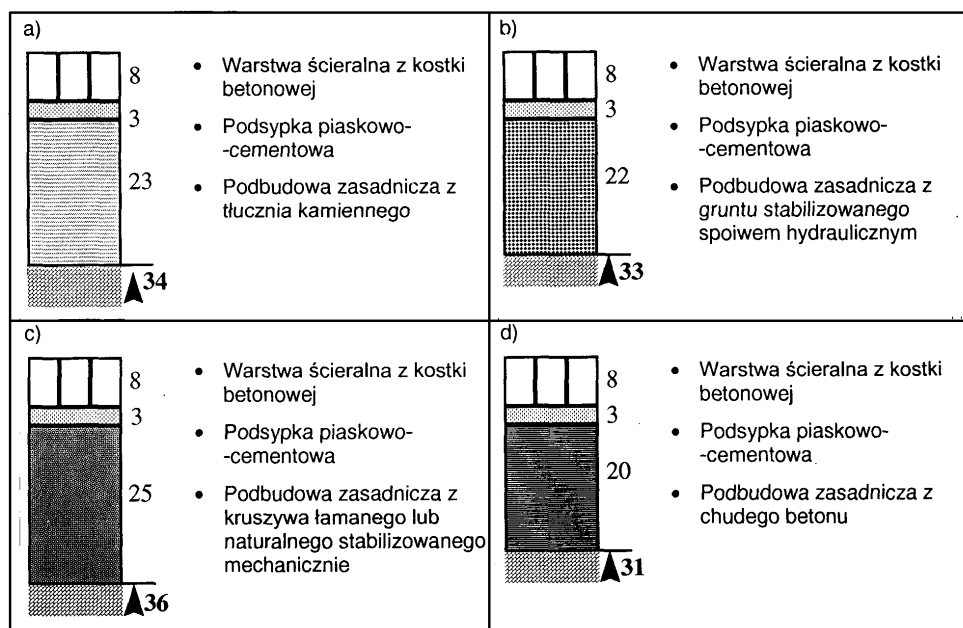 a)
8
3
23
34
• Warstwa ścieralna z kostki
betonowej
• Podsypka piaskowo-
-cementowa
• Podbudowa zasadnicza z
tłucznia kamiennego
b)
8
3
22
33
• Warstwa ścieralna z kostki
betonowej
• Podsypka piaskowo-
-cementowa
• Podbudowa zasadnicza z
gruntu stabilizowanego
spoiwem hydraulicznym
c)
8
3
25
36
• Warstwa ścieralna z kostki
betonowej
• Podsypka piaskowo-
-cementowa
• Podbudowa zasadnicza z
kruszywa łamanego lub
naturalnego stabilizowanego
mechanicznie
d)
8
3
20
31
• Warstwa ścieralna z kostki
betonowej
• Podsypka piaskowo-
-cementowa
• Podbudowa zasadnicza z
chudego betonu